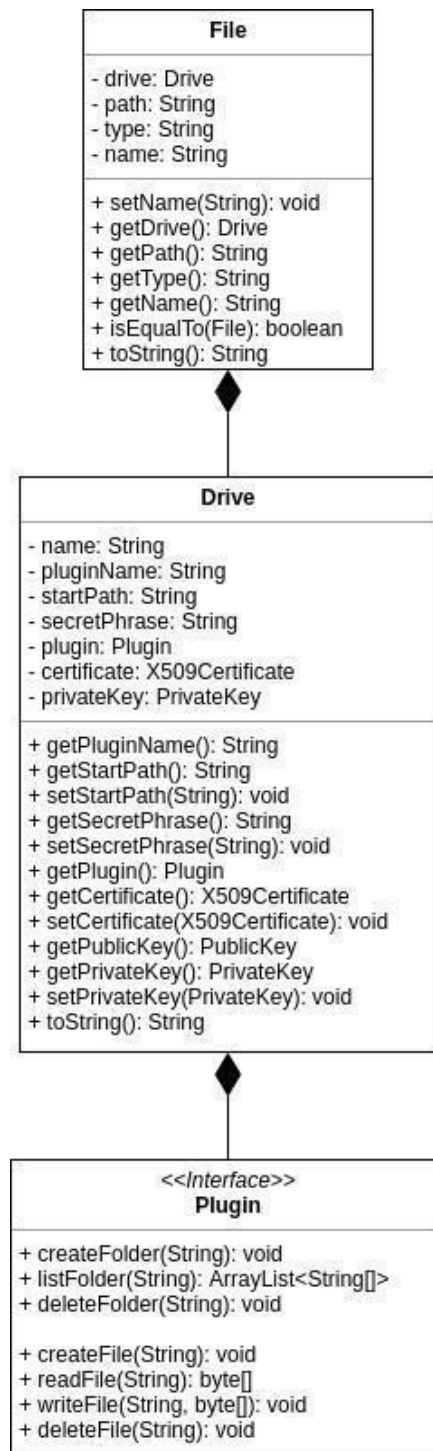 File
- drive: Drive
- path: String
- type: String
- name: String
+ setName(String): void
+ getDrive(): Drive
+ getPath(): String
+ getType(): String
+ getName(): String
+ isEqualTo(File): boolean
+ toString(): String
Drive
- name: String
- pluginName: String
- startPath: String
- secretPhrase: String
- plugin: Plugin
- certificate: X509Certificate
- privateKey: PrivateKey
+ getPluginName(): String
+ getStartPath(): String
+ setStartPath(String): void
+ getSecretPhrase(): String
+ setSecretPhrase(String): void
+ getPlugin(): Plugin
+ getCertificate(): X509Certificate
+ setCertificate(X509Certificate): void
+ getPublicKey(): PublicKey
+ getPrivateKey(): PrivateKey
+ setPrivateKey(PrivateKey): void
+ toString(): String
<<Interface>>
Plugin
+ createFolder(String): void
+ listFolder(String): ArrayList<String[]>
+ deleteFolder(String): void
+ createFile(String): void
+ readFile(String): byte[]
+ writeFile(String, byte[]): void
+ deleteFile(String): void